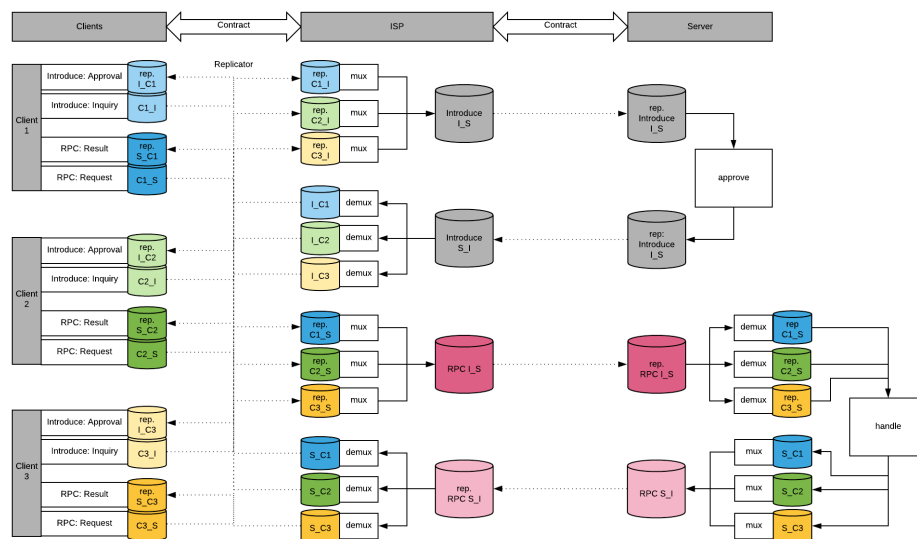 Clients
Contract
ISP
Contract
Server
Replicator
Client
1
Introduce: Approval
rep.
I_C1
Introduce: Inquiry
C1_I
RPC: Result
rep.
S_C1
RPC: Request
C1_S
Client
2
Introduce: Approval
rep.
I_C2
Introduce: Inquiry
C2_I
RPC: Result
rep.
S_C2
RPC: Request
C2_S
Client
3
Introduce: Approval
rep.
I_C3
Introduce: Inquiry
C3_I
RPC: Result
rep.
S_C3
RPC: Request
C3_S
rep.
C1_I
mux
rep.
C2_I
mux
rep.
C3_I
mux
Introduce
I_S
rep.
Introduce
I_S
approve
I_C1
demux
I_C2
demux
I_C3
demux
Introduce
S_I
rep:
Introduce
I_S
rep.
C1_S
mux
rep.
C2_S
mux
rep.
C3_S
mux
RPC I_S
rep.
RPC I_S
demux
rep
C1_S
demux
rep.
C2_S
demux
rep.
C3_S
handle
S_C1
demux
S_C2
demux
S_C3
demux
rep.
RPC S_I
RPC S_I
mux
S_C1
mux
S_C2
mux
S_C3